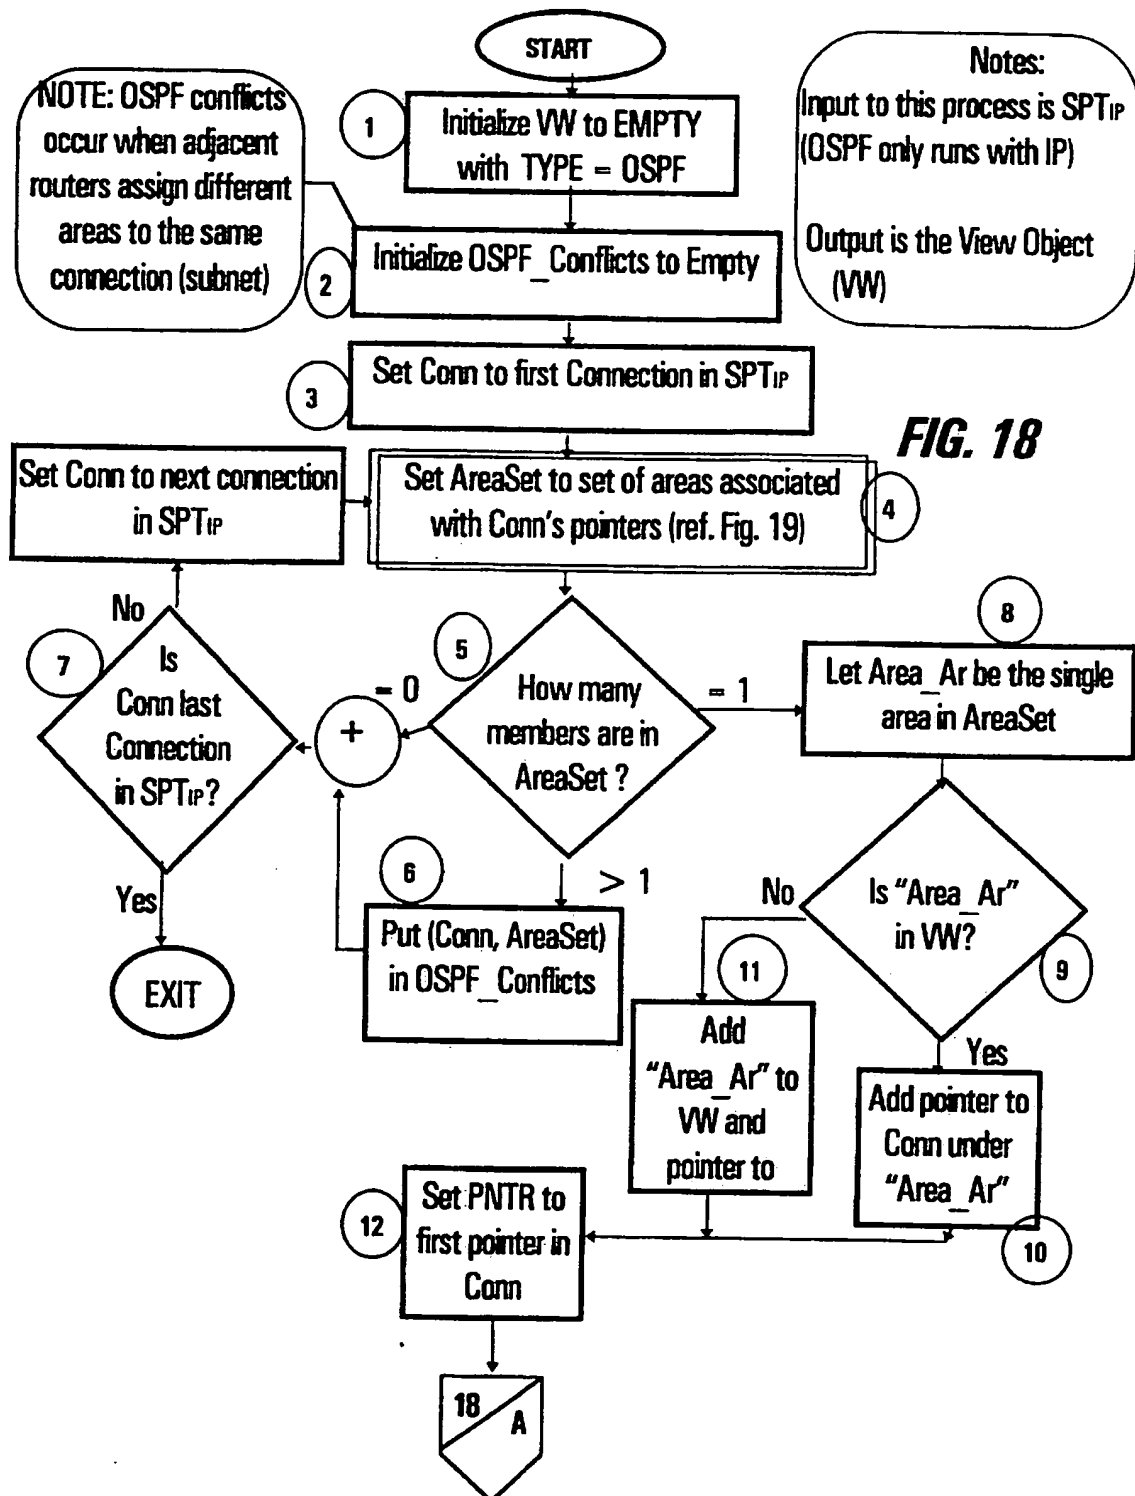 START
NOTE: OSPF conflicts
occur when adjacent
routers assign different
areas to the same
connection (subnet)
Notes:
Input to this process is SPTIP
(OSPF only runs with IP)
Output is the View Object
(VW)
1
Initialize VW to EMPTY
with TYPE = OSPF
2
Initialize OSPF_Conflicts to Empty
3
Set Conn to first Connection in SPTIP
FIG. 18
Set Conn to next connection
in SPTIP
Set AreaSet to set of areas associated
with Conn's pointers (ref. Fig. 19)
4
No
7
Is
Conn last
Connection
in SPTIP?
Yes
EXIT
+
= 0
5
How many
members are in
AreaSet ?
= 1
> 1
8
Let Area_Ar be the single
area in AreaSet
6
Put (Conn, AreaSet)
in OSPF_Conflicts
No
Is "Area_Ar"
in VW?
9
Yes
11
Add
"Area_Ar" to
VW and
pointer to
Add pointer to
Conn under
"Area_Ar"
10
12
Set PNTR to
first pointer in
Conn
18
A